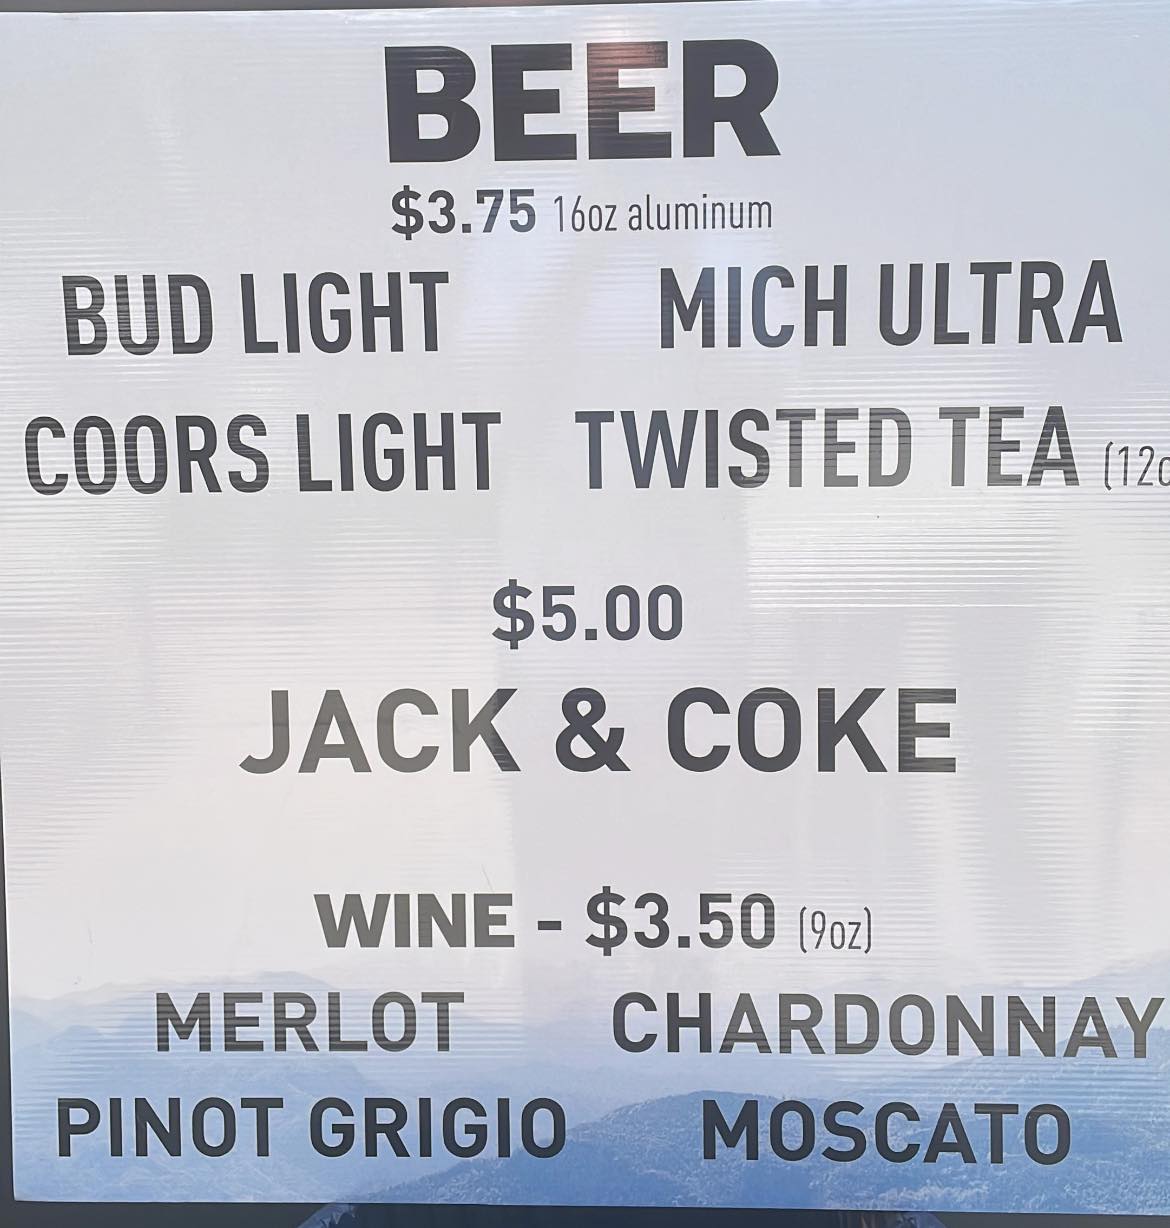 BEER
$3.75 16oz aluminum
BUD LIGHT MICH ULTRA
COORS LIGHT TWISTED TEA (12
$5.00
JACK & COKE
WINE - $3.50 (9oz)
MERLOT CHARDONNAY
PINOT GRIGIO MOSCATO